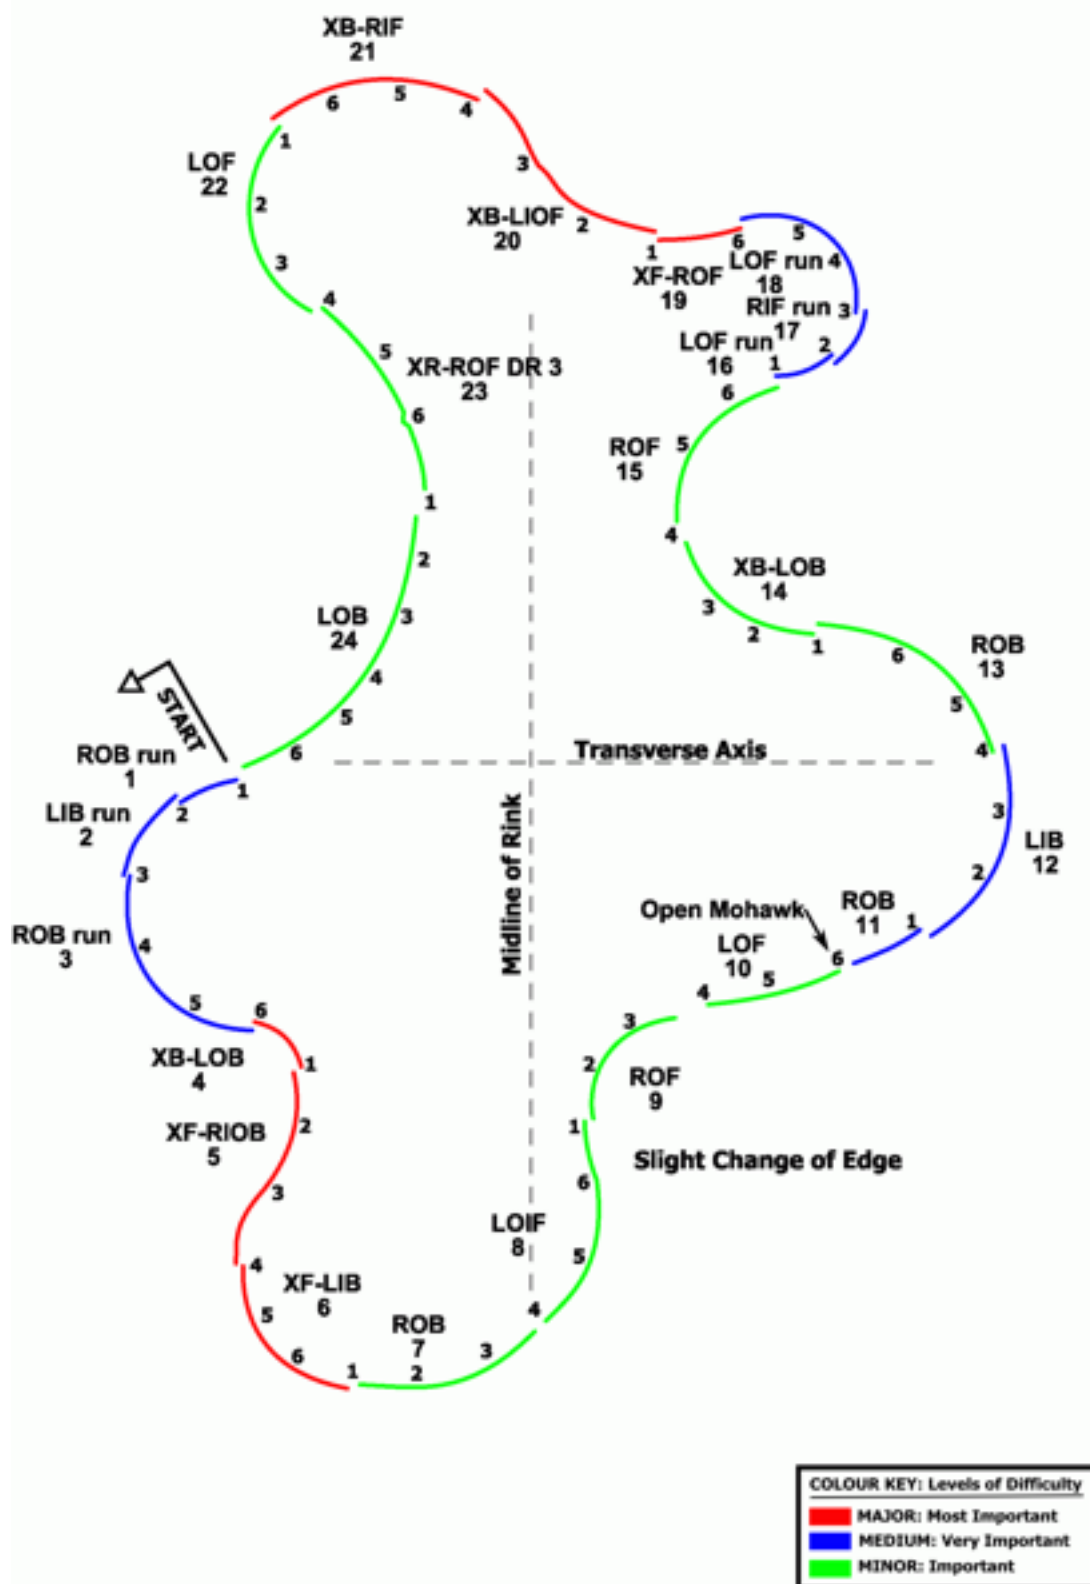 XB-RIF
21
6
5
4
1
LOF
22
2
3
3
XB-LIOF
20
2
1
6
XF-ROF
19
5
LOF run
18
4
RIF run
17
3
LOF run
16
1
2
6
4
5
XR-ROF DR 3
23
6
ROF
15
5
4
1
2
3
LOB
24
4
5
6
XB-LOB
14
3
2
1
6
ROB
13
5
4
START
Transverse Axis
Midline of Rink
ROB run
1
1
LIB run
2
2
3
ROB run
3
4
5
6
3
LIB
12
2
ROB
11
1
Open Mohawk
LOF
10
6
5
4
XB-LOB
4
1
XF-RIOB
5
2
3
3
2
ROF
9
1
Slight Change of Edge
6
LOIF
8
5
4
4
XF-LIB
6
5
6
ROB
7
1
2
3
COLOUR KEY: Levels of Difficulty
MAJOR: Most Important
MEDIUM: Very Important
MINOR: Important